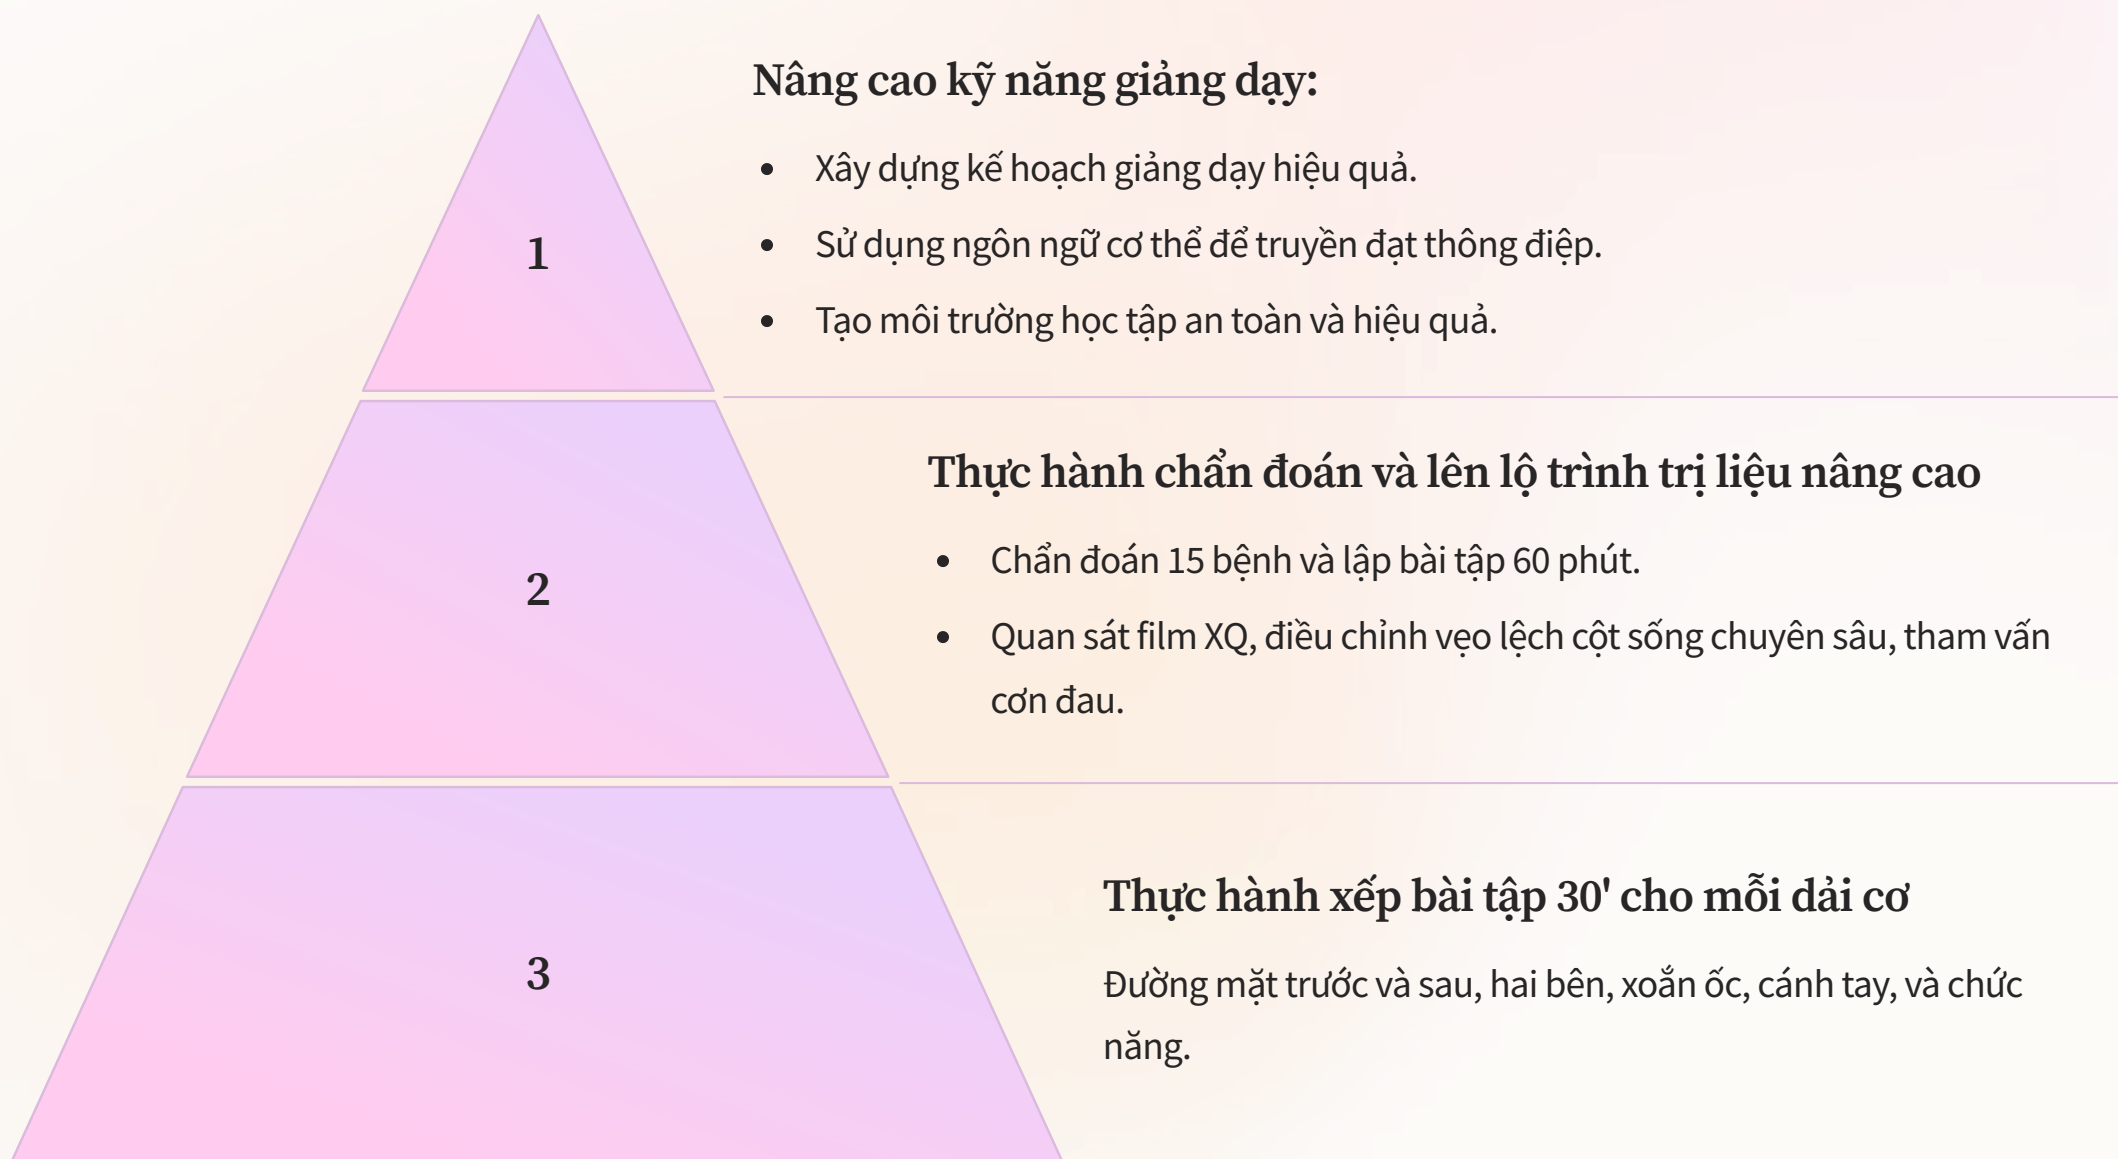 Nâng cao kỹ năng giảng dạy:
• Xây dựng kế hoạch giảng dạy hiệu quả.
• Sử dụng ngôn ngữ cơ thể để truyền đạt thông điệp.
• Tạo môi trường học tập an toàn và hiệu quả.
1
Thực hành chẩn đoán và lên lộ trình trị liệu nâng cao
• Chẩn đoán 15 bệnh và lập bài tập 60 phút.
• Quan sát film XQ, điều chỉnh vẹo lệch cột sống chuyên sâu, tham vấn
cơn đau.
2
Thực hành xếp bài tập 30' cho mỗi dải cơ
Đường mặt trước và sau, hai bên, xoắn ốc, cánh tay, và chức
năng.
3